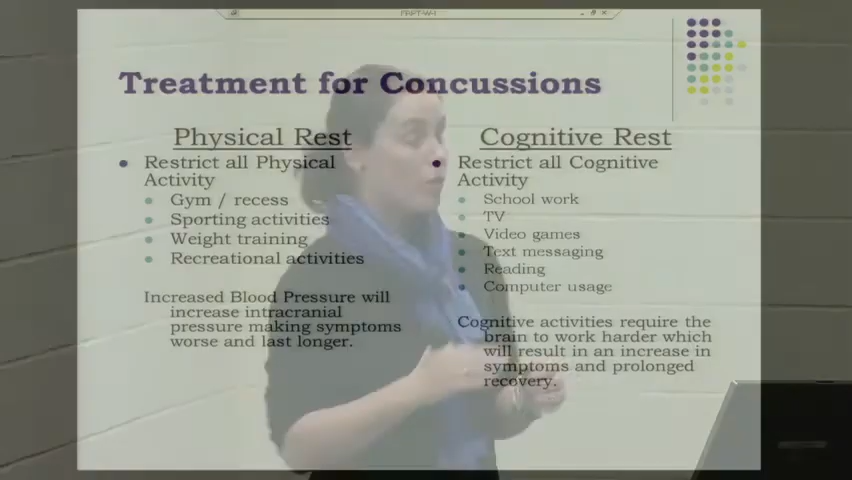 Treatment for Concussions
Physical Rest
Restrict all Physical
Activity
Gym / recess
Sporting activities
Weight training
Recreational activities
Increased Blood Pressure will
increase intracranial
pressure making symptoms
worse and last longer.
Cognitive Rest
Restrict all Cognitive
Activity
School work
TV
Video games
Text messaging
Reading
Computer usage
Cognitive activities require the
brain to work harder which
will result in an increase in
symptoms and prolonged
recovery.